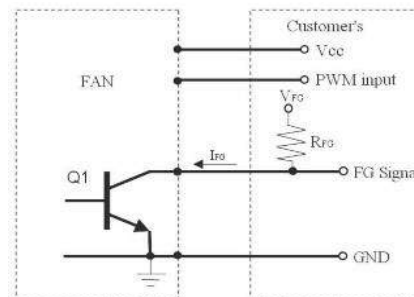 Customer's
Vcc
FAN
PWM input
VFG
RFG
IFG
Q1
FG Signa
GND